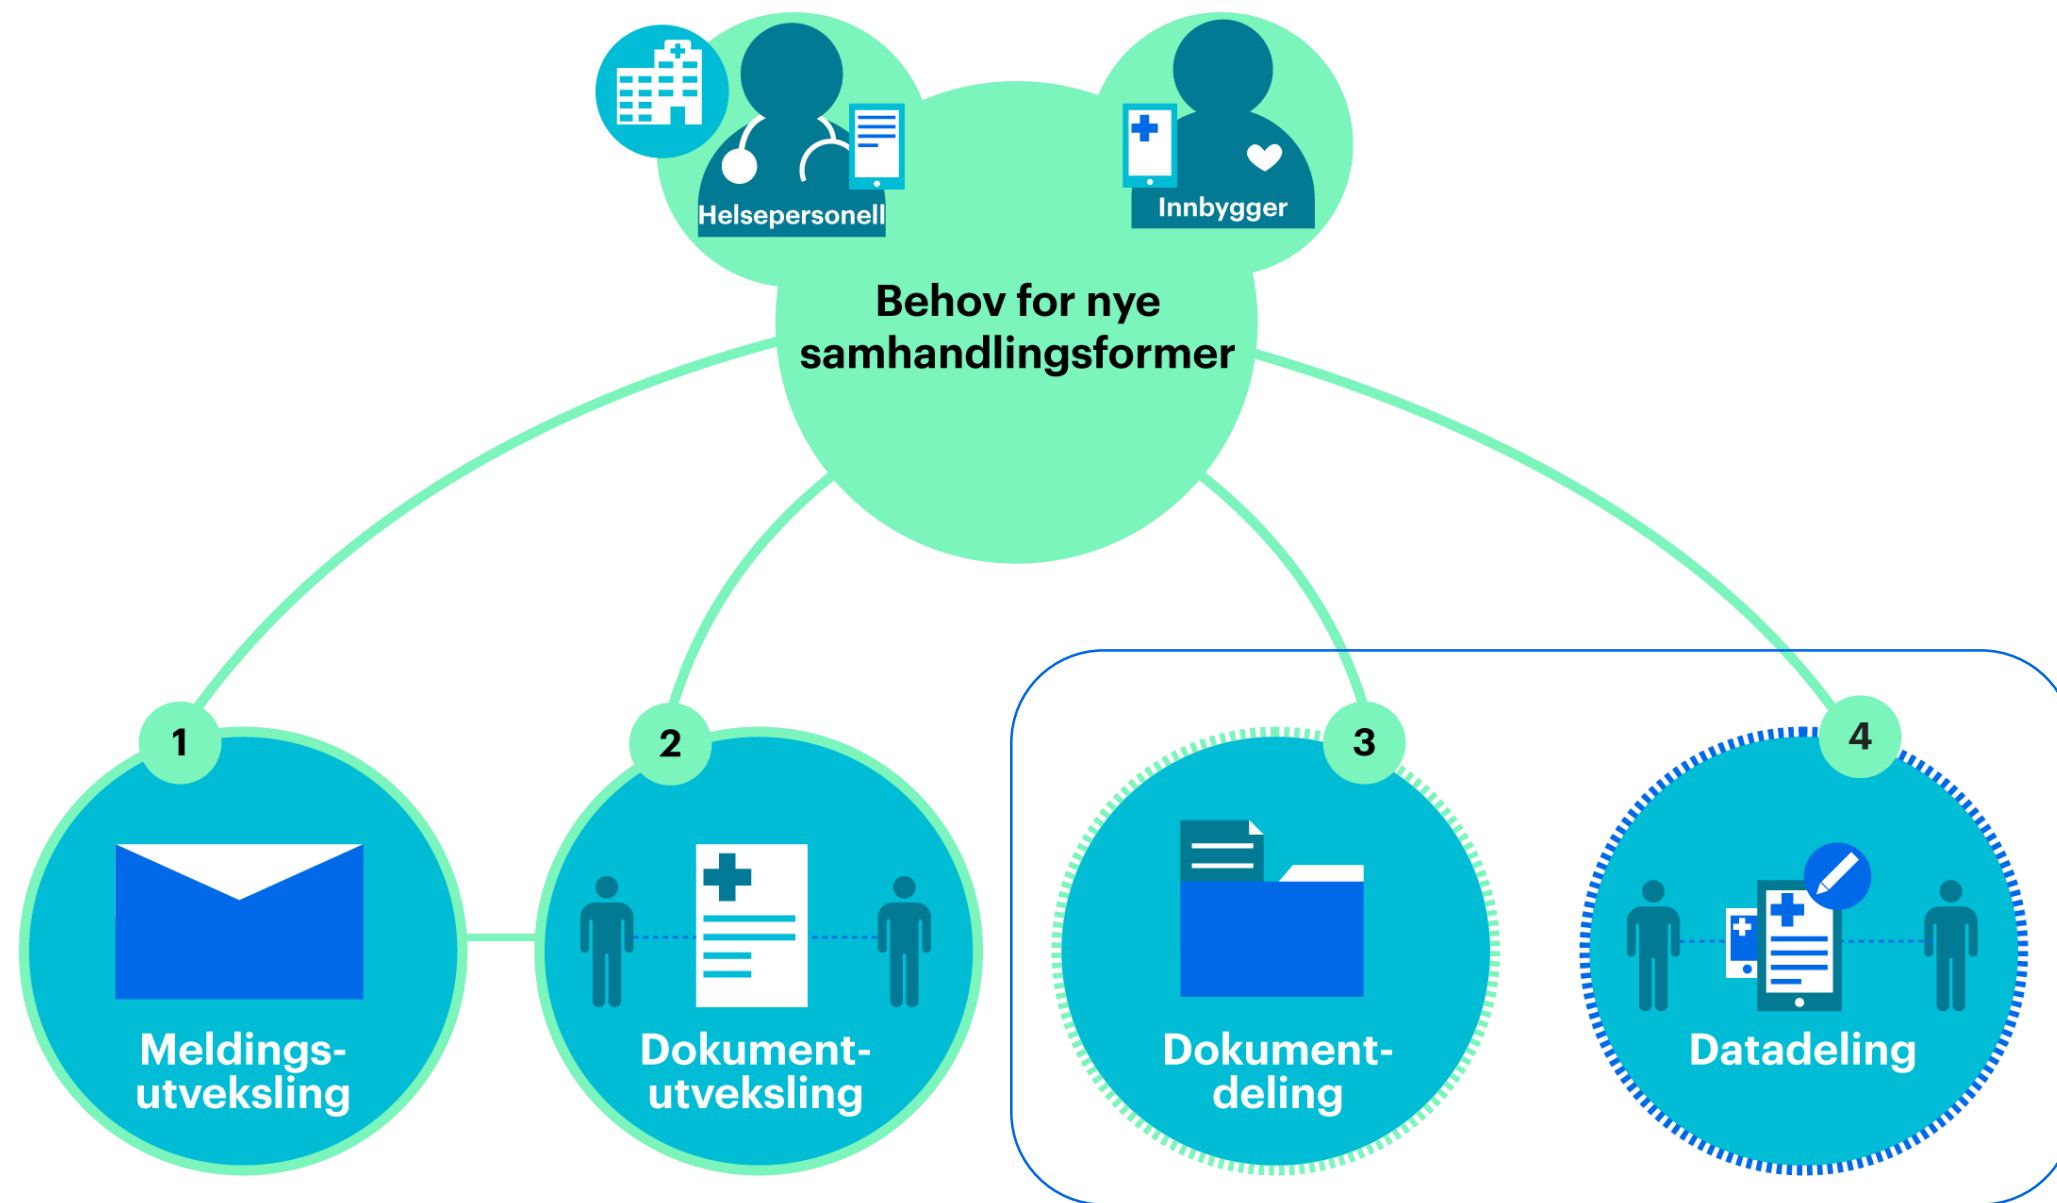 Helsepersonell
Innbygger
Behov for nye
samhandlingsformer
1
Meldings-
utveksling
2
Dokument-
utveksling
3
Dokument-
deling
4
Datadeling